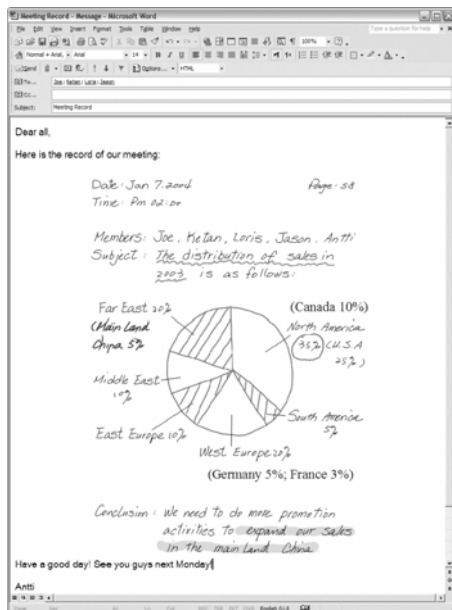 Meeting Record - Message - Microsoft Word
File Edit View Insert Format Tools Table Window Help
Type a question for help
100%
Normal + Arial, Arial 14 B I U
Send Options... HTML
To... Joe; Ketan; Loris; Jason
Cc...
Subject: Meeting Record
Dear all,
Here is the record of our meeting:
Date: Jan 7. 2004 Page: 58
Time: Pm 02:00
Members: Joe, Ketan, Loris, Jason, Antti
Subject: The distribution of sales in
2003 is as follows:
Far East 20%
(Main Land
China 5%
(Canada 10%)
North America
35% (U.S.A
25%)
Middle East
10%
South America
5%
East Europe 10%
West Europe 20%
(Germany 5%; France 3%)
Conclusion: We need to do more promotion
activities to expand our sales
in the main land China
Have a good day! See you guys next Monday!
Antti
English (U.S